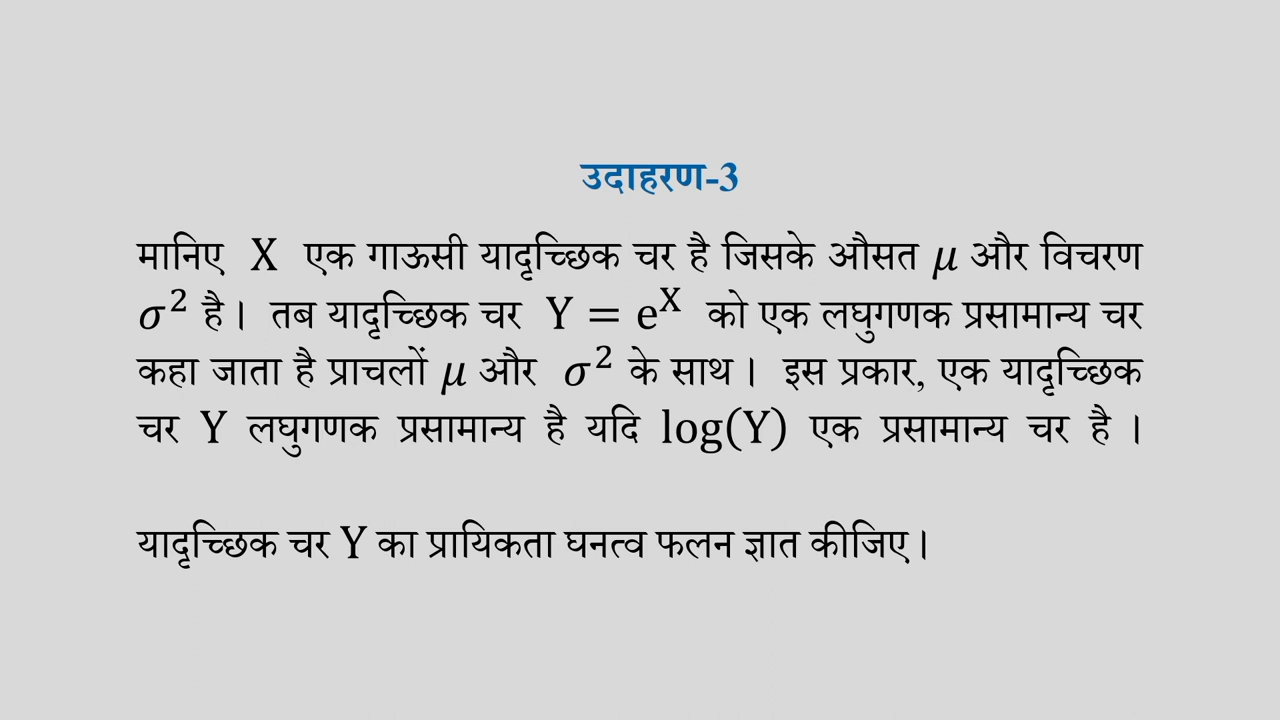 उदाहरण-3
मानिए X एक गाऊसी यादृच्छिक चर है जिसके औसत μ और विचरण
σ² है। तब यादृच्छिक चर Y = eˣ को एक लघुगणक प्रसामान्य चर
कहा जाता है प्राचलों μ और σ² के साथ। इस प्रकार, एक यादृच्छिक
चर Y लघुगणक प्रसामान्य है यदि log(Y) एक प्रसामान्य चर है।
यादृच्छिक चर Y का प्रायिकता घनत्व फलन ज्ञात कीजिए।